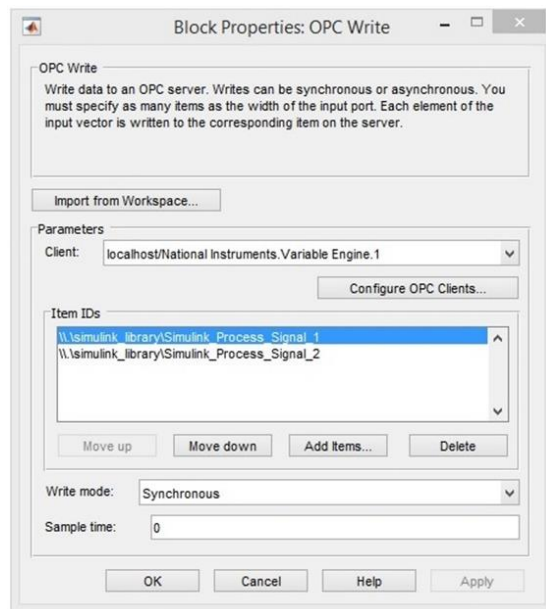 Block Properties: OPC Write
OPC Write
Write data to an OPC server. Writes can be synchronous or asynchronous. You
must specify as many items as the width of the input port. Each element of the
input vector is written to the corresponding item on the server.
Import from Workspace...
Parameters
Client: localhost/National Instruments.Variable Engine.1
Configure OPC Clients...
Item IDs
\\.\simulink_library\Simulink_Process_Signal_1
\\.\simulink_library\Simulink_Process_Signal_2
Move up Move down Add Items... Delete
Write mode: Synchronous
Sample time: 0
OK Cancel Help Apply